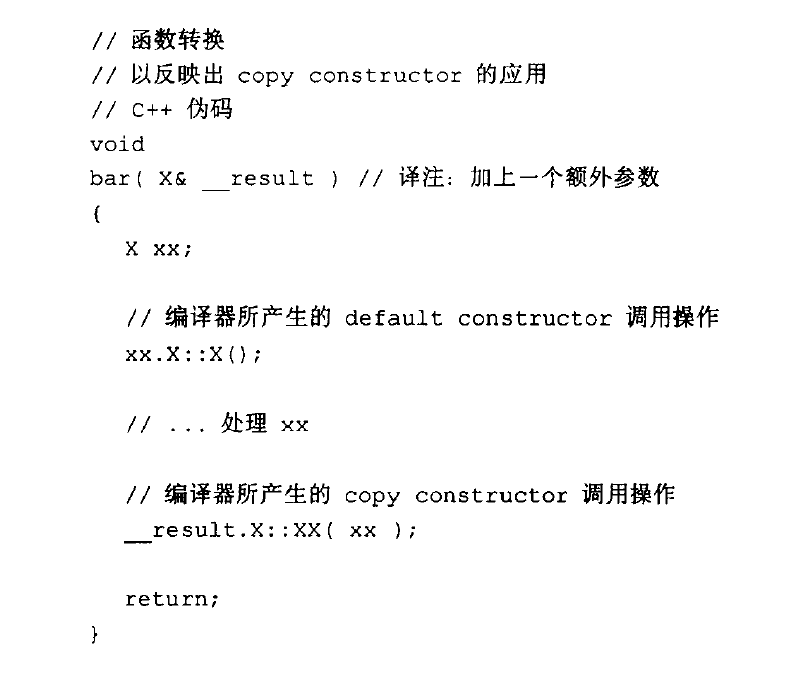 // 函数转换
// 以反映出 copy constructor 的应用
// C++ 伪码
void
bar( X& __result ) // 译注：加上一个额外参数
{
X xx;
// 编译器所产生的 default constructor 调用操作
xx.X::X();
// ... 处理 xx
// 编译器所产生的 copy constructor 调用操作
__result.X::XX( xx );
return;
}